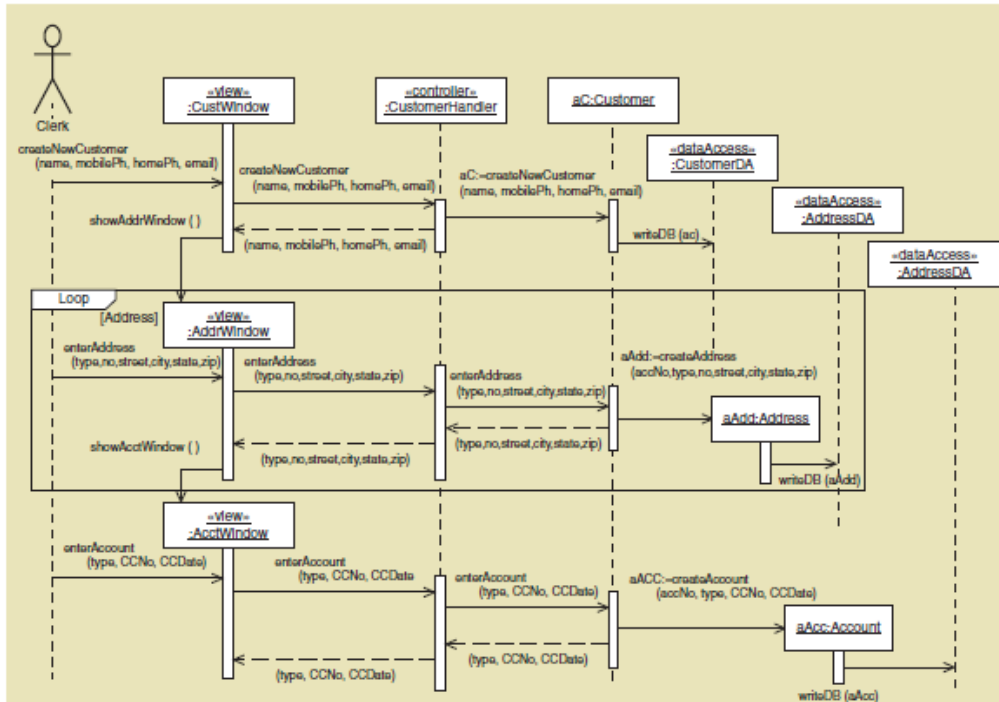 «view»
:CustWindow
«controller»
:CustomerHandler
aC:Customer
Clerk
«dataAccess»
:CustomerDA
createNewCustomer
(name, mobilePh, homePh, email)
createNewCustomer
(name, mobilePh, homePh, email)
aC:=createNewCustomer
(name, mobilePh, homePh, email)
«dataAccess»
:AddressDA
showAddrWindow ( )
(name, mobilePh, homePh, email)
writeDB (ac)
«dataAccess»
:AddressDA
Loop
[Address]
«view»
:AddrWindow
enterAddress
(type,no,street,city,state,zip)
enterAddress
(type,no,street,city,state,zip)
enterAddress
(type,no,street,city,state,zip)
aAdd:=createAddress
(accNo,type,no,street,city,state,zip)
aAdd:Address
showAcctWindow ( )
(type,no,street,city,state,zip)
(type,no,street,city,state,zip)
writeDB (aAdd)
«view»
:AcctWindow
enterAccount
(type, CCNo, CCDate)
enterAccount
(type, CCNo, CCDate
enterAccount
(type, CCNo, CCDate)
aACC:=createAccount
(accNo, type, CCNo, CCDate)
aAcc:Account
(type, CCNo, CCDate)
(type, CCNo, CCDate)
writeDB (aAcc)